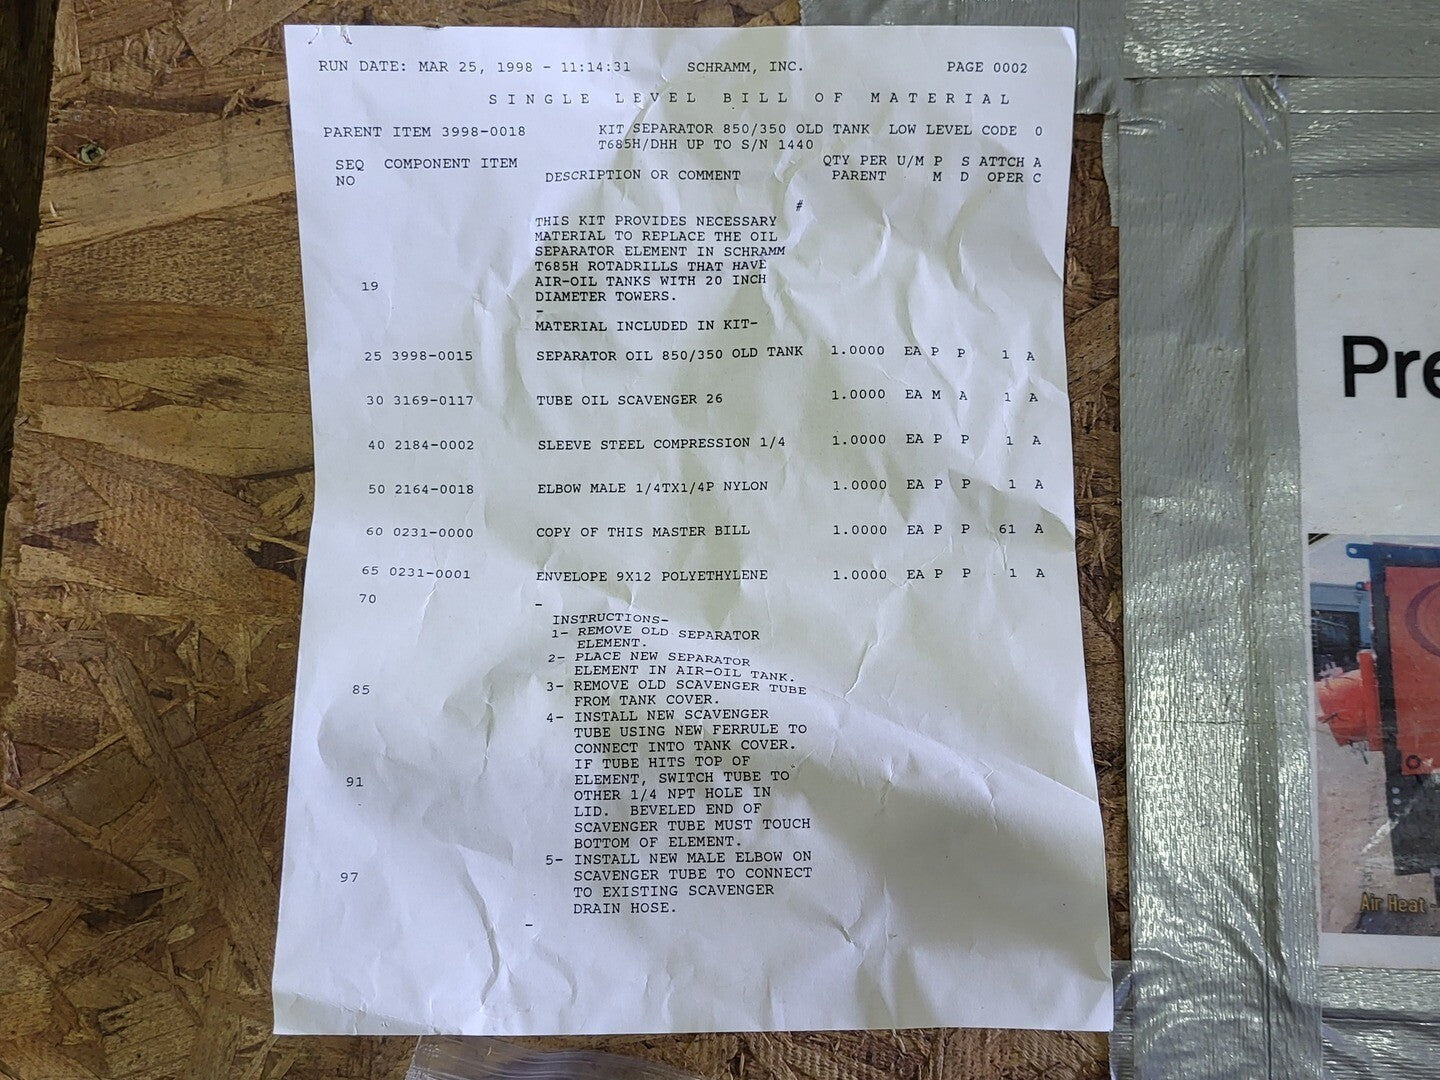 RUN DATE: MAR 25, 1998 - 11:14:31 SCHRAMM, INC. PAGE 0002
SINGLE LEVEL BILL OF MATERIAL
PARENT ITEM 3998-0018 KIT SEPARATOR 850/350 OLD TANK LOW LEVEL CODE 0
T685H/DHH UP TO S/N 1440
SEQ COMPONENT ITEM QTY PER U/M P S ATTCH A
NO DESCRIPTION OR COMMENT PARENT M D OPER C
#
THIS KIT PROVIDES NECESSARY
MATERIAL TO REPLACE THE OIL
SEPARATOR ELEMENT IN SCHRAMM
T685H ROTADRILLS THAT HAVE
19 AIR-OIL TANKS WITH 20 INCH
DIAMETER TOWERS.
-
MATERIAL INCLUDED IN KIT-
25 3998-0015 SEPARATOR OIL 850/350 OLD TANK 1.0000 EA P P 1 A
30 3169-0117 TUBE OIL SCAVENGER 26 1.0000 EA M A 1 A
40 2184-0002 SLEEVE STEEL COMPRESSION 1/4 1.0000 EA P P 1 A
50 2164-0018 ELBOW MALE 1/4TX1/4P NYLON 1.0000 EA P P 1 A
60 0231-0000 COPY OF THIS MASTER BILL 1.0000 EA P P 61 A
65 0231-0001 ENVELOPE 9X12 POLYETHYLENE 1.0000 EA P P 1 A
70 -
INSTRUCTIONS-
1- REMOVE OLD SEPARATOR
ELEMENT.
2- PLACE NEW SEPARATOR
ELEMENT IN AIR-OIL TANK.
85 3- REMOVE OLD SCAVENGER TUBE
FROM TANK COVER.
4- INSTALL NEW SCAVENGER
TUBE USING NEW FERRULE TO
CONNECT INTO TANK COVER.
IF TUBE HITS TOP OF
91 ELEMENT, SWITCH TUBE TO
OTHER 1/4 NPT HOLE IN
LID. BEVELED END OF
SCAVENGER TUBE MUST TOUCH
BOTTOM OF ELEMENT.
5- INSTALL NEW MALE ELBOW ON
97 SCAVENGER TUBE TO CONNECT
TO EXISTING SCAVENGER
DRAIN HOSE.
-
Pre
Air Heat -